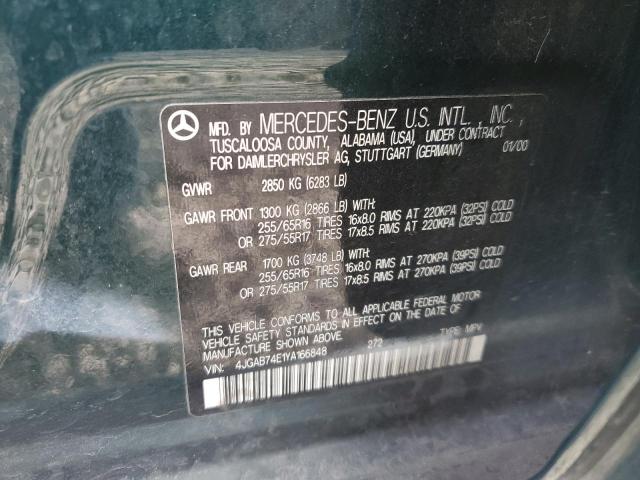 MFD. BY MERCEDES-BENZ U.S. INTL., INC.,
TUSCALOOSA COUNTY, ALABAMA (USA), UNDER CONTRACT
FOR DAIMLERCHRYSLER AG, STUTTGART (GERMANY) 01/00
GVWR 2850 KG (6283 LB)
GAWR FRONT 1300 KG (2866 LB) WITH:
255/65R16 TIRES 16x8.0 RIMS AT 220KPA (32PSI) COLD
OR 275/55R17 TIRES 17x8.5 RIMS AT 220KPA (32PSI) COLD
GAWR REAR 1700 KG (3748 LB) WITH:
255/65R16 TIRES 16x8.0 RIMS AT 270KPA (39PSI) COLD
OR 275/55R17 TIRES 17x8.5 RIMS AT 270KPA (39PSI) COLD
THIS VEHICLE CONFORMS TO ALL APPLICABLE FEDERAL MOTOR
VEHICLE SAFETY STANDARDS IN EFFECT ON THE DATE OF
MANUFACTURE SHOWN ABOVE.
VIN: 4JGAB74E1YA166848 272 TYPE: MPV